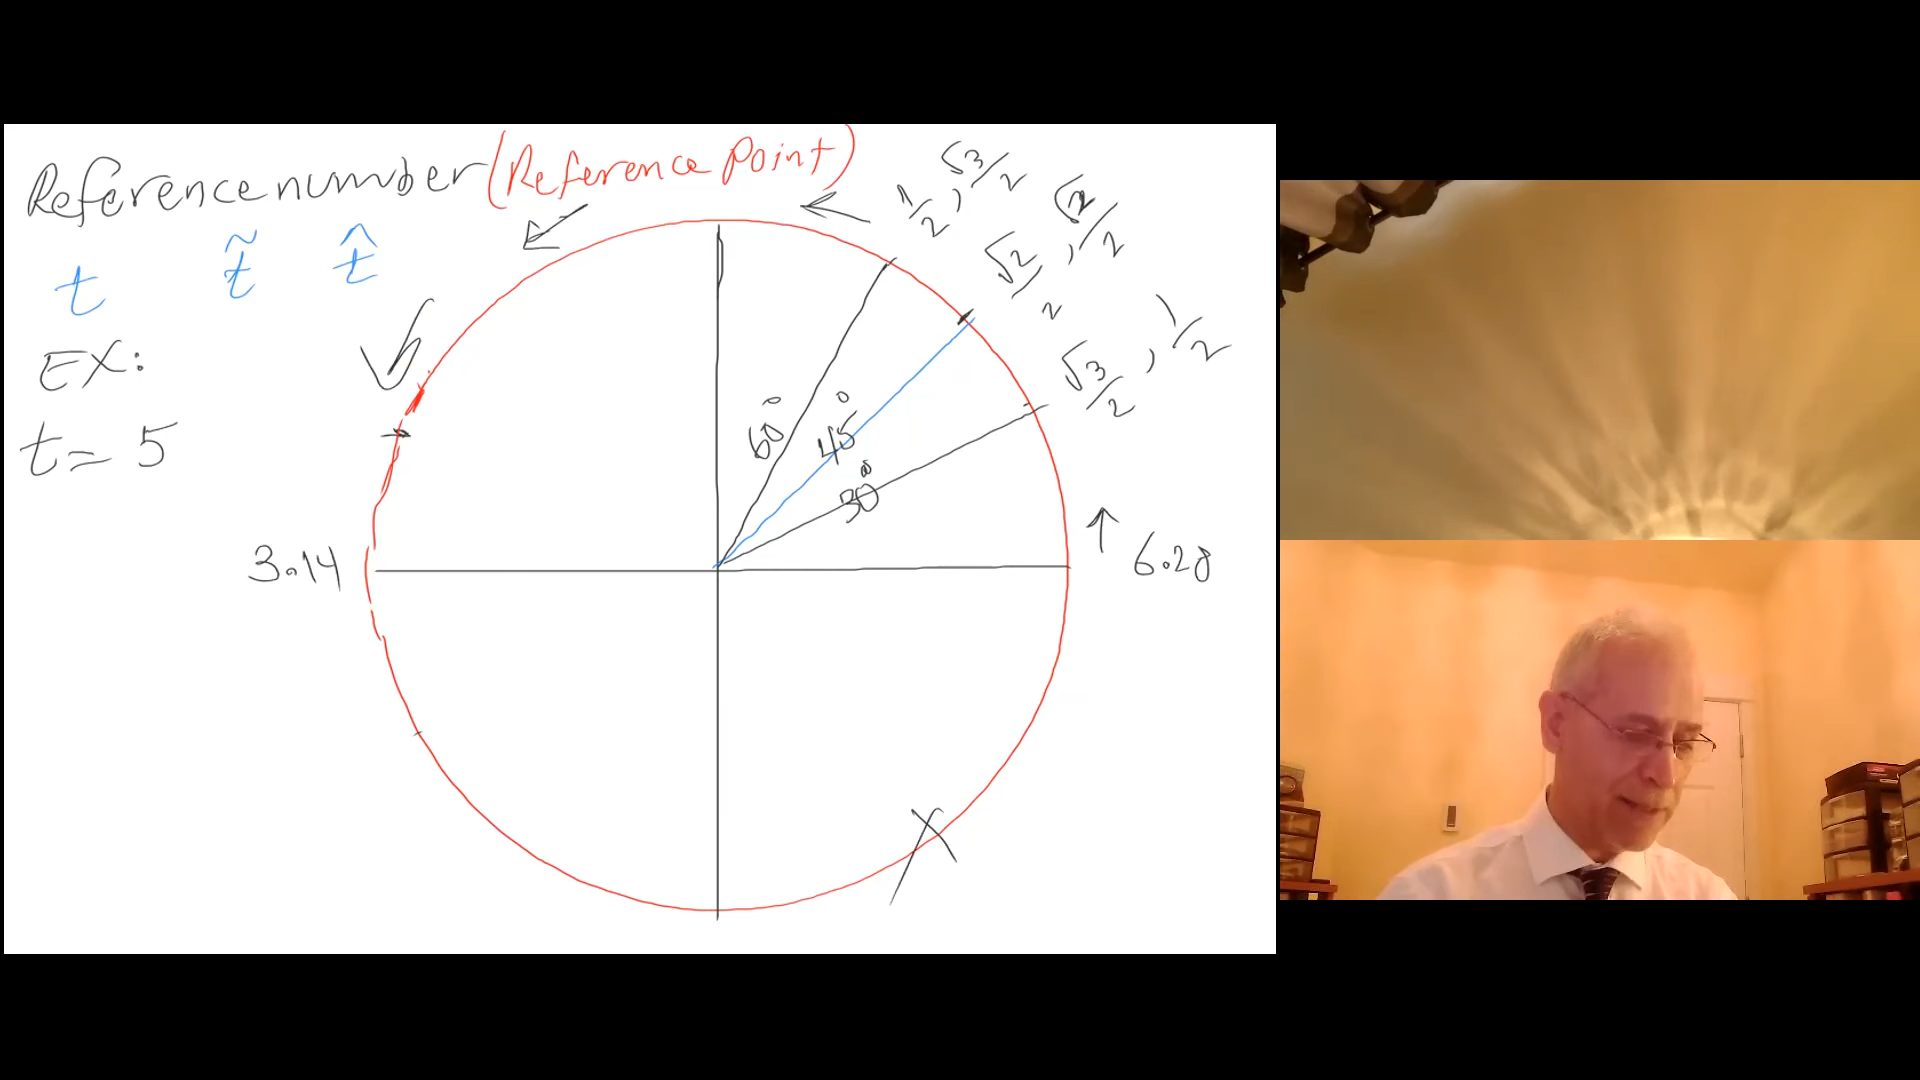 Reference number (Reference Point)
t t̃ t̂
EX:
t = 5
1/2, √3/2
√2/2, √2/2
√3/2, 1/2
60°
45°
30°
3.14
6.28